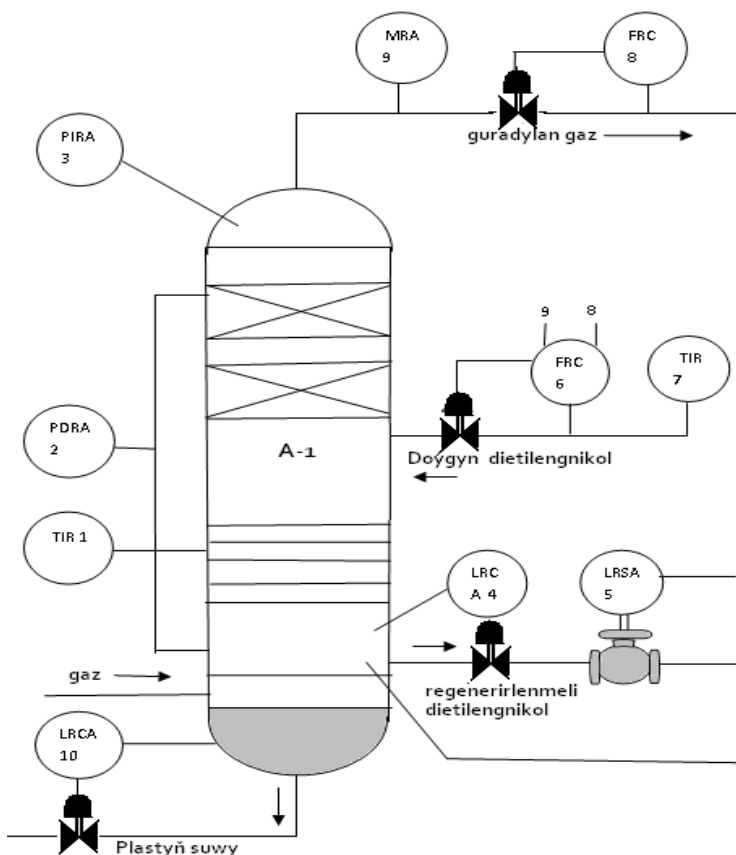 MRA
9
FRC
8
guradylan gaz
PIRA
3
9 8
FRC
6
TIR
7
PDRA
2
A-1
Doýgyn dietilengnikol
TIR 1
LRC
A 4
LRSA
5
gaz
regenerirlenmeli
dietilengnikol
LRCA
10
Plastyň suwy